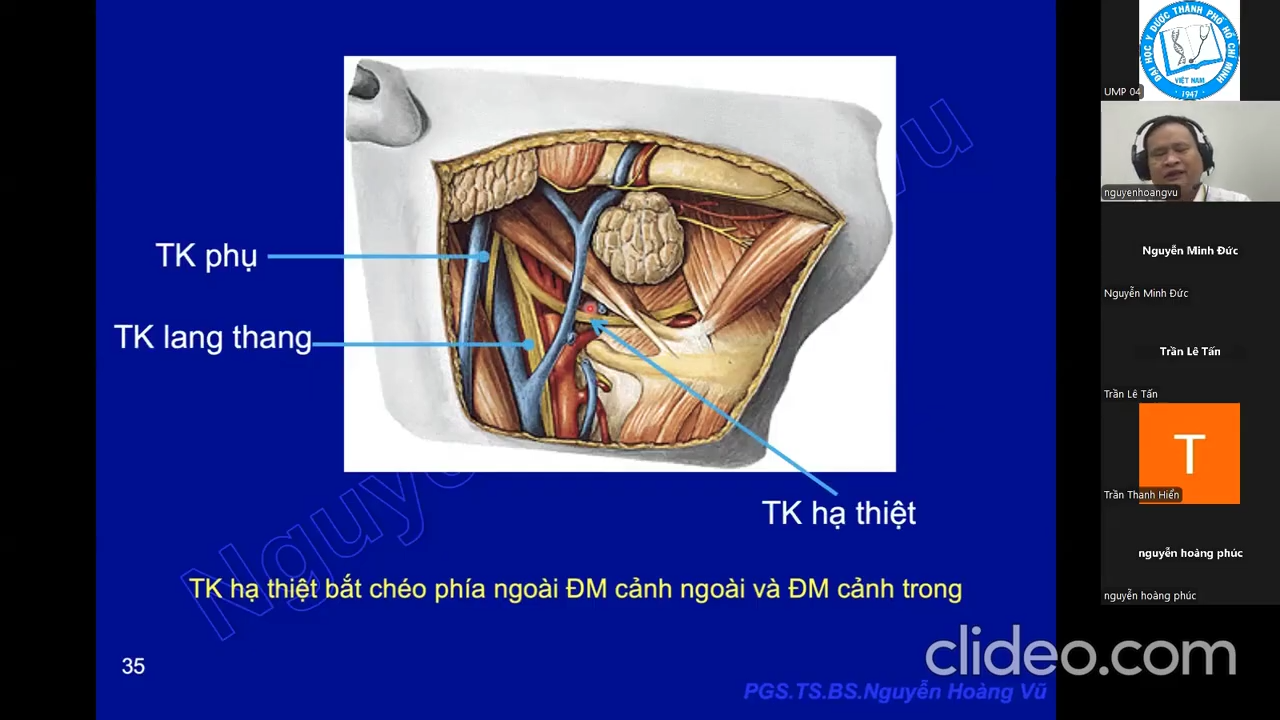 TK phụ
TK lang thang
TK hạ thiệt
TK hạ thiệt bắt chéo phía ngoài ĐM cảnh ngoài và ĐM cảnh trong
35
PGS.TS.BS.Nguyễn Hoàng Vũ
clideo.com
ĐẠI HỌC Y DƯỢC THÀNH PHỐ HỒ CHÍ MINH
VIỆT NAM
1947
UMP 04
nguyenhoangvu
Nguyễn Minh Đức
Nguyễn Minh Đức
Trần Lê Tấn
Trần Lê Tấn
T
Trần Thanh Hiển
nguyễn hoàng phúc
nguyễn hoàng phúc